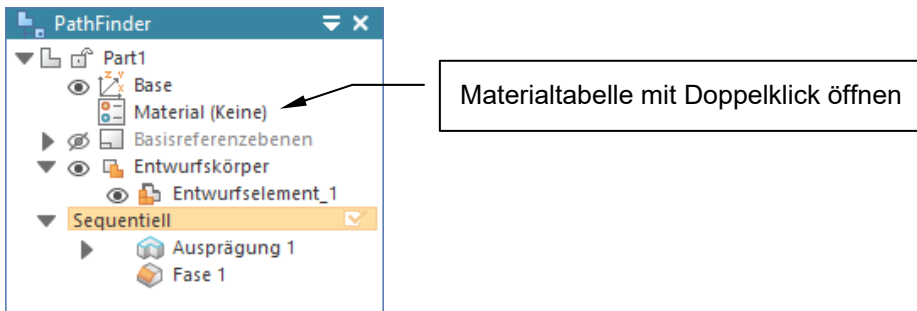 PathFinder
Part1
Base
Material (Keine)
Materialtabelle mit Doppelklick öffnen
Basisreferenzebenen
Entwurfskörper
Entwurfselement_1
Sequentiell
Ausprägung 1
Fase 1